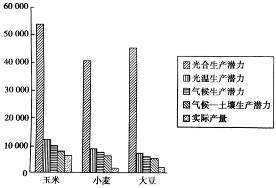 60 000
50 000
40 000
30 000
20 000
10 000
0
玉米
小麦
大豆
光合生产潜力
光温生产潜力
气候生产潜力
气候—土壤生产潜力
实际产量